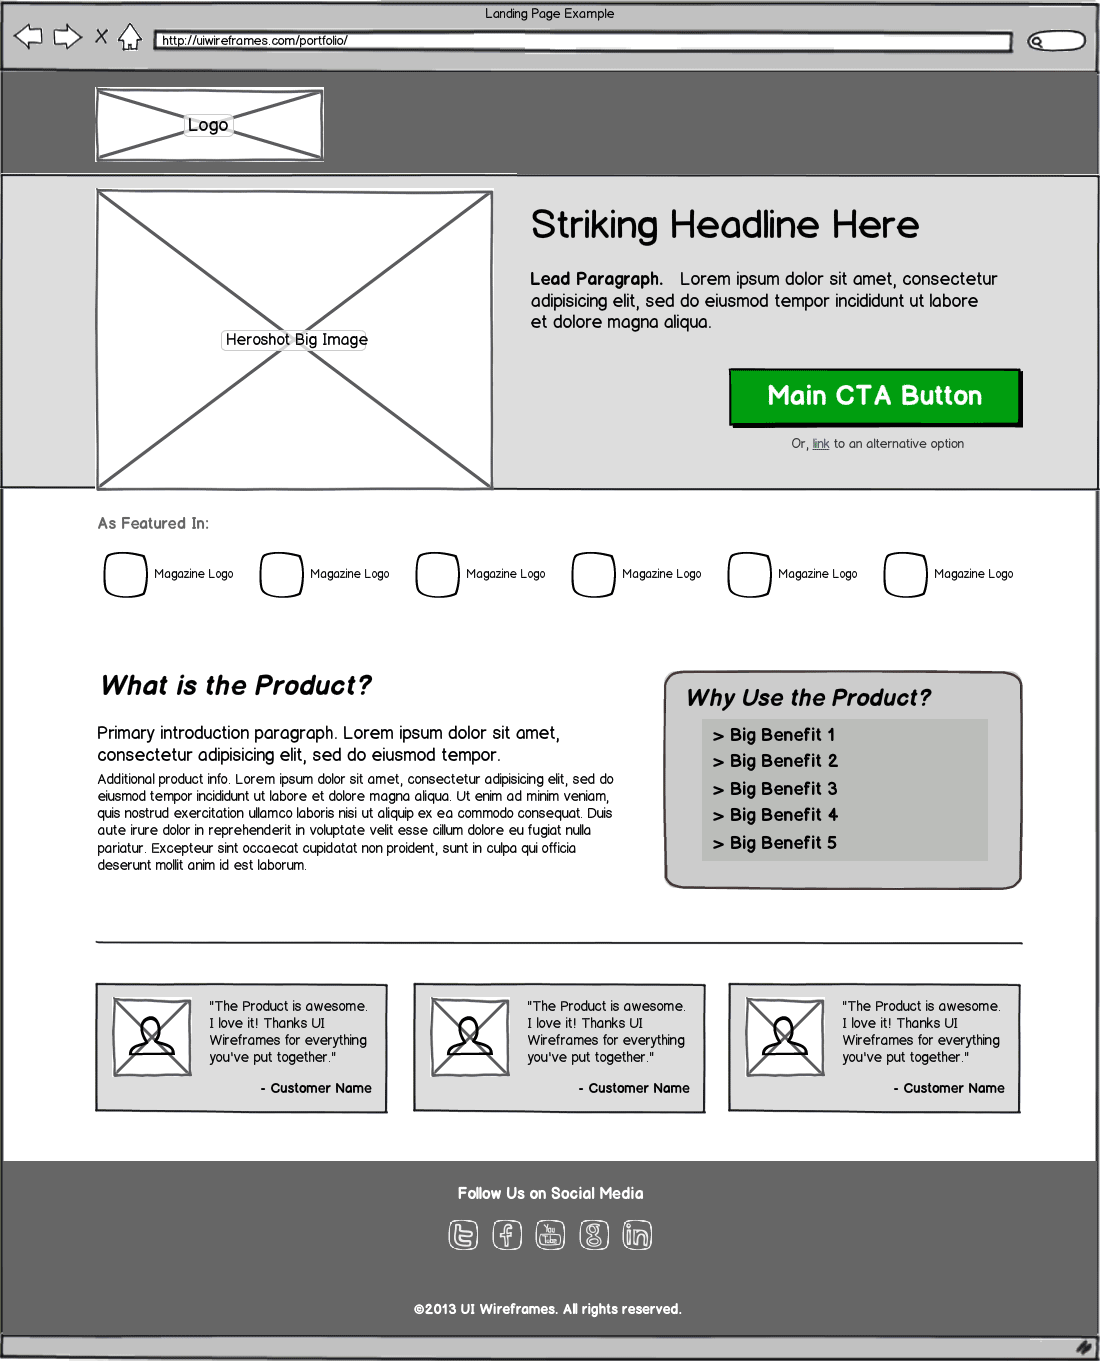 Landing Page Example
http://uiwireframes.com/portfolio/
Logo
Heroshot Big Image
Striking Headline Here
Lead Paragraph. Lorem ipsum dolor sit amet, consectetur
adipisicing elit, sed do eiusmod tempor incididunt ut labore
et dolore magna aliqua.
Main CTA Button
Or, link to an alternative option
As Featured In:
Magazine Logo
Magazine Logo
Magazine Logo
Magazine Logo
Magazine Logo
Magazine Logo
What is the Product?
Primary introduction paragraph. Lorem ipsum dolor sit amet,
consectetur adipisicing elit, sed do eiusmod tempor.
Additional product info. Lorem ipsum dolor sit amet, consectetur adipisicing elit, sed do
eiusmod tempor incididunt ut labore et dolore magna aliqua. Ut enim ad minim veniam,
quis nostrud exercitation ullamco laboris nisi ut aliquip ex ea commodo consequat. Duis
aute irure dolor in reprehenderit in voluptate velit esse cillum dolore eu fugiat nulla
pariatur. Excepteur sint occaecat cupidatat non proident, sunt in culpa qui officia
deserunt mollit anim id est laborum.
Why Use the Product?
> Big Benefit 1
> Big Benefit 2
> Big Benefit 3
> Big Benefit 4
> Big Benefit 5
"The Product is awesome.
I love it! Thanks UI
Wireframes for everything
you've put together."
- Customer Name
"The Product is awesome.
I love it! Thanks UI
Wireframes for everything
you've put together."
- Customer Name
"The Product is awesome.
I love it! Thanks UI
Wireframes for everything
you've put together."
- Customer Name
Follow Us on Social Media
t f You Tube g in
©2013 UI Wireframes. All rights reserved.